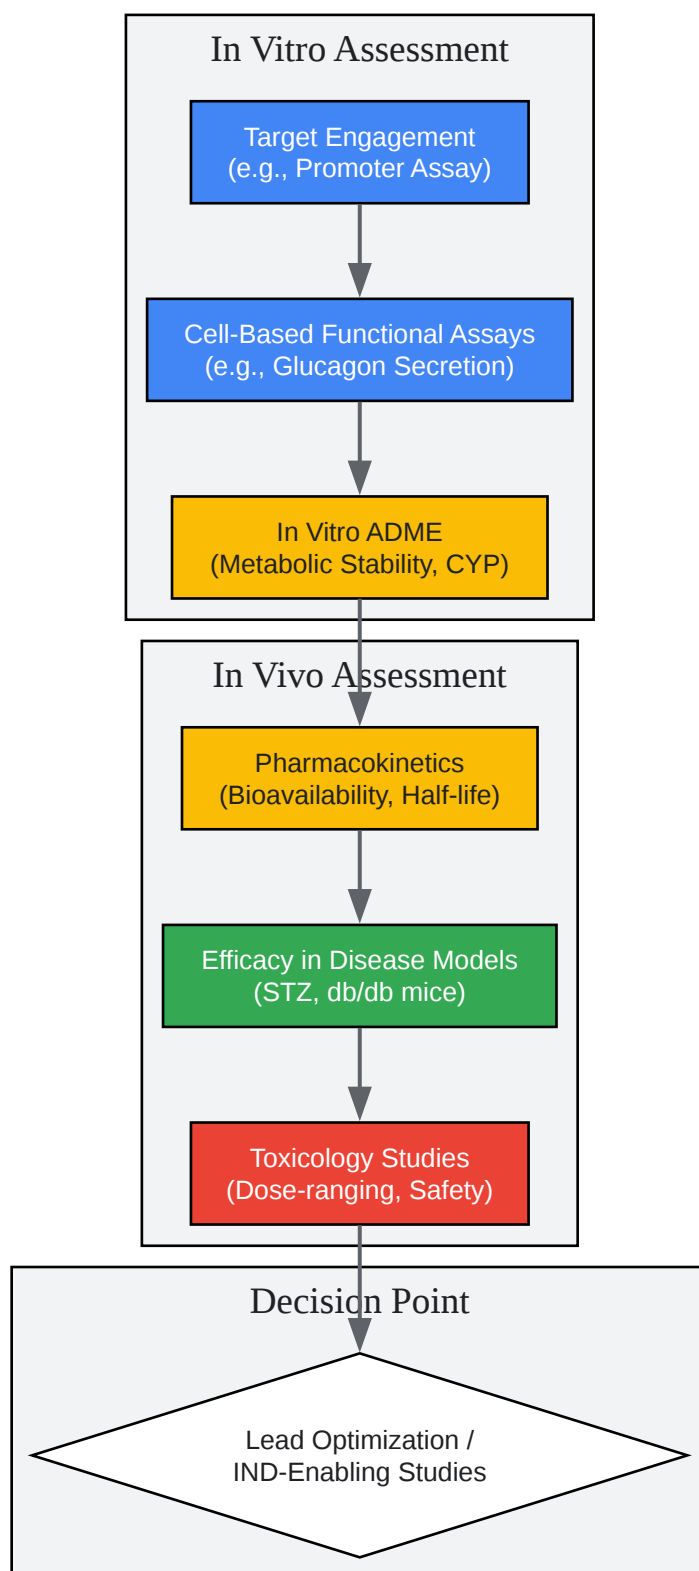 In Vitro Assessment
Target Engagement
(e.g., Promoter Assay)
Cell-Based Functional Assays
(e.g., Glucagon Secretion)
In Vitro ADME
(Metabolic Stability, CYP)
In Vivo Assessment
Pharmacokinetics
(Bioavailability, Half-life)
Efficacy in Disease Models
(STZ, db/db mice)
Toxicology Studies
(Dose-ranging, Safety)
Decision Point
Lead Optimization /
IND-Enabling Studies